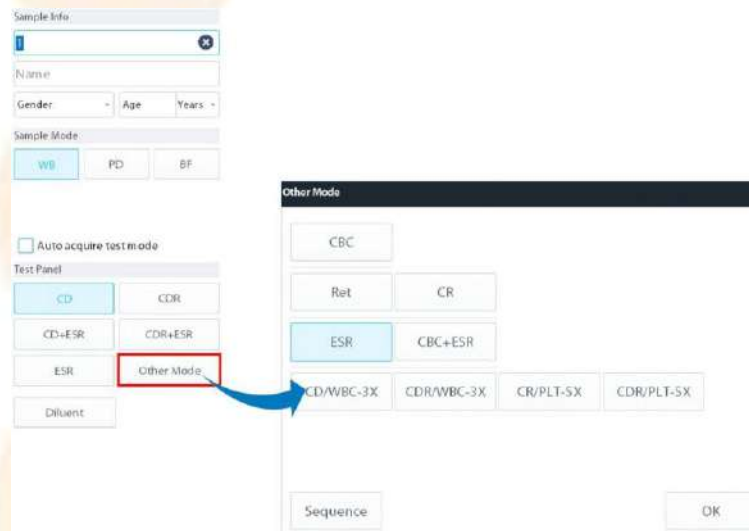 Sample Info
1
Name
Gender Age Years
Sample Mode
WB PD BF
Auto acquire test mode
Test Panel
CD CDR
CD+ESR CDR+ESR
ESR Other Mode
Diluent
Other Mode
CBC
Ret CR
ESR CBC+ESR
CD/WBC-3X CDR/WBC-3X CR/PLT-5X CDR/PLT-5X
Sequence OK